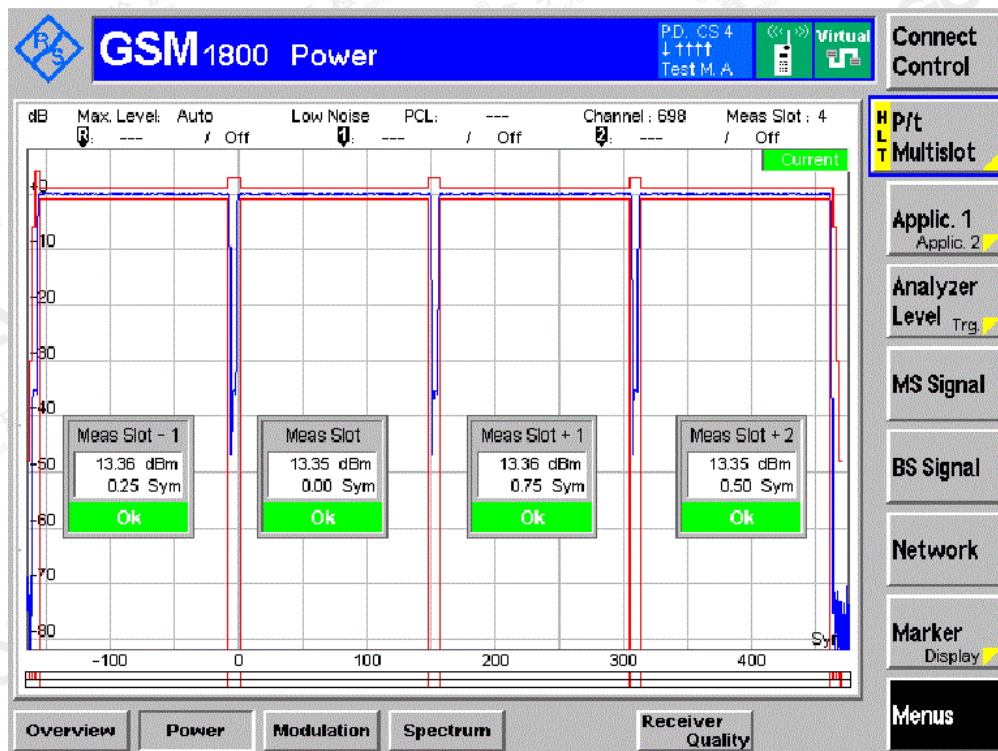 R S
GSM 1800 Power
P.D. CS 4
↓ ↑↑↑↑
Test M. A
Virtual
Connect
Control
dB Max. Level: Auto Low Noise PCL: --- Channel : 698 Meas Slot : 4
R: --- / Off 1: --- / Off 2: --- / Off
Current
H
L
T
P/t
Multislot
+0
-10
-20
-30
-40
-50
-60
-70
-80
Applic. 1
Applic. 2
Analyzer
Level Trg.
MS Signal
Meas Slot - 1
13.36 dBm
0.25 Sym
Ok
Meas Slot
13.35 dBm
0.00 Sym
Ok
Meas Slot + 1
13.36 dBm
0.75 Sym
Ok
Meas Slot + 2
13.35 dBm
0.50 Sym
Ok
BS Signal
Network
Marker
Display
-100 0 100 200 300 400
Menus
Overview Power Modulation Spectrum Receiver
Quality